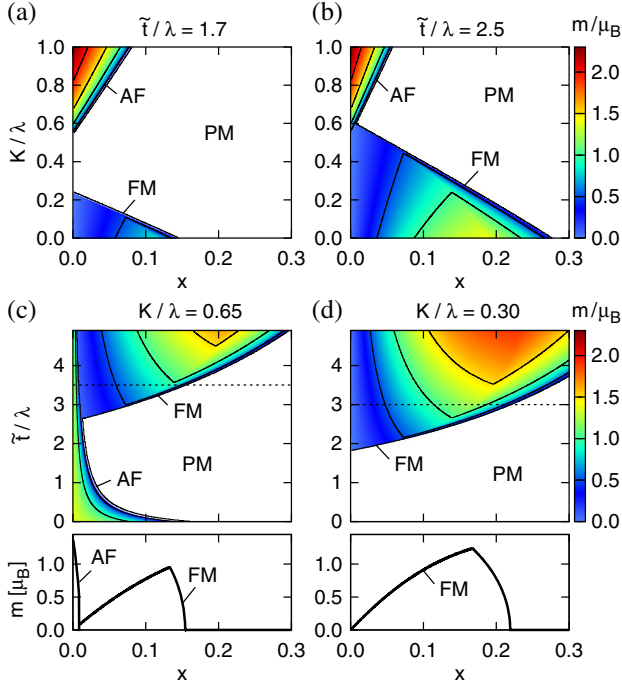 (a) t̃ / λ = 1.7
(b) t̃ / λ = 2.5
m/μB
1.0
0.8
0.6
0.4
0.2
0.0
K / λ
AF
PM
FM
0.0 0.1 0.2 0.3
x
1.0
0.8
0.6
0.4
0.2
0.0
AF
PM
FM
0.0 0.1 0.2 0.3
x
2.0
1.5
1.0
0.5
0.0
(c) K / λ = 0.65
(d) K / λ = 0.30
m/μB
4
3
2
1
0
t̃ / λ
FM
PM
AF
4
3
2
1
0
FM
PM
2.0
1.5
1.0
0.5
0.0
m [μB]
1.0
0.5
0.0
AF
FM
0.0 0.1 0.2 0.3
x
1.0
0.5
0.0
FM
0.0 0.1 0.2 0.3
x